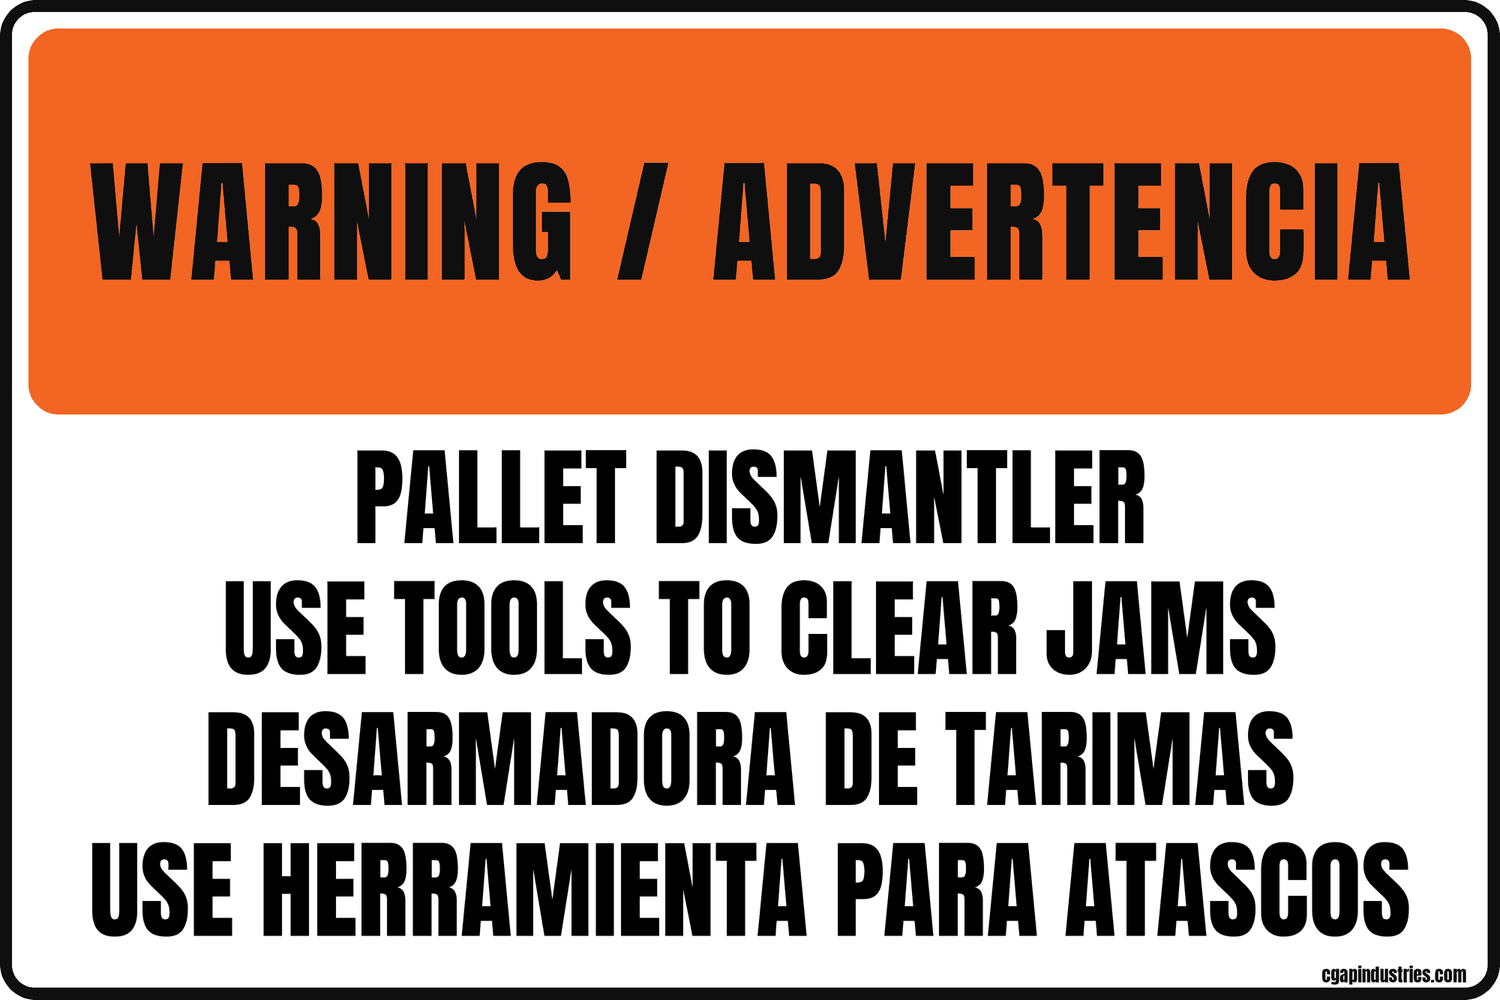 WARNING / ADVERTENCIA
PALLET DISMANTLER
USE TOOLS TO CLEAR JAMS
DESARMADORA DE TARIMAS
USE HERRAMIENTA PARA ATASCOS
cgapindustries.com